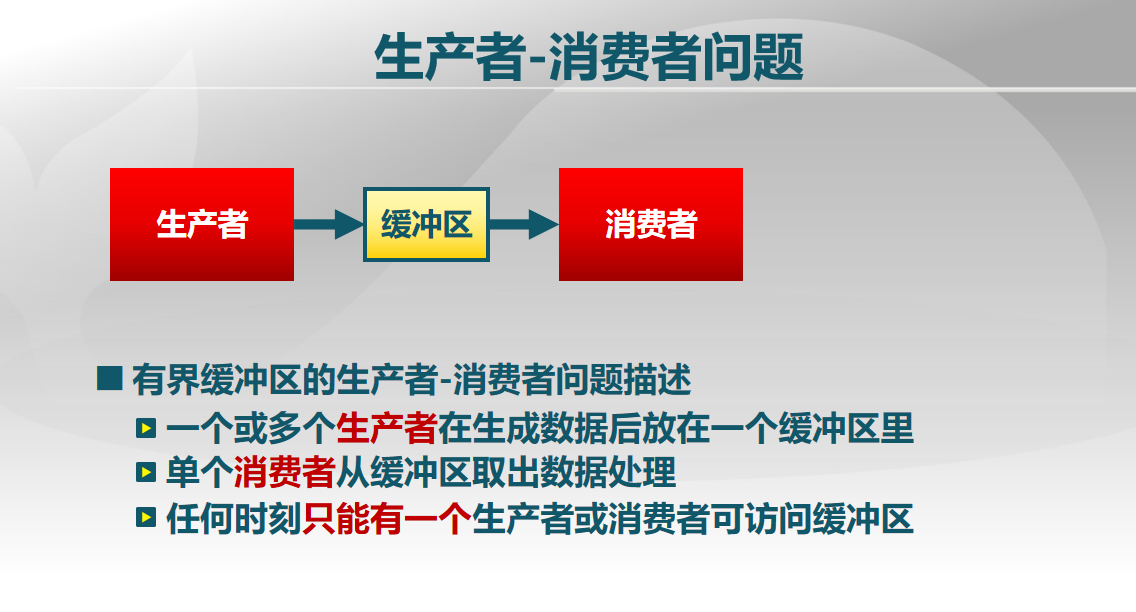 生产者-消费者问题
生产者
缓冲区
消费者
有界缓冲区的生产者-消费者问题描述
一个或多个生产者在生成数据后放在一个缓冲区里
单个消费者从缓冲区取出数据处理
任何时刻只能有一个生产者或消费者可访问缓冲区